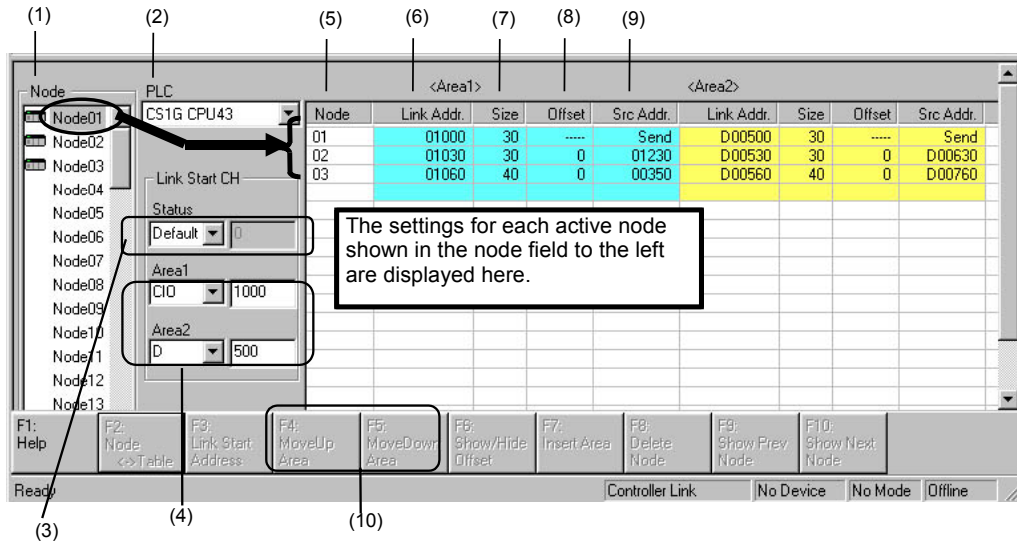 (1) (2) (5) (6) (7) (8) (9)
<Area1> <Area2>
Node PLC
Node01 CS1G CPU43
Node02
Node03
Node04
Node05
Node06
Node07
Node08
Node09
Node10
Node11
Node12
Node13
Link Start CH
Status
Default 0
Area1
CIO 1000
Area2
D 500
Node Link Addr. Size Offset Src Addr. Link Addr. Size Offset Src Addr.
01 01000 30 ----- Send D00500 30 ----- Send
02 01030 30 0 01230 D00530 30 0 D00630
03 01060 40 0 00350 D00560 40 0 D00760
The settings for each active node
shown in the node field to the left
are displayed here.
F1: F2: F3: F4: F5: F6: F7: F8: F9: F10:
Help Node Link Start MoveUp MoveDown Show/Hide Insert Area Delete Show Prev Show Next
<->Table Address Area Area Offset Node Node Node
Ready Controller Link No Device No Mode Offline
(3) (4) (10)